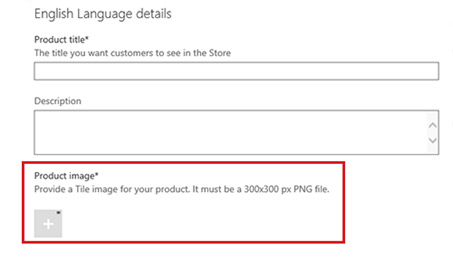 English Language details
Product title*
The title you want customers to see in the Store
Description
Product image*
Provide a Tile image for your product. It must be a 300x300 px PNG file.
+
*